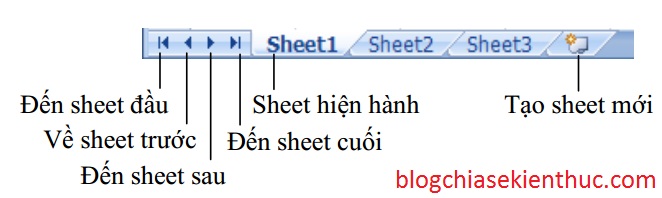 Sheet1 Sheet2 Sheet3
Đến sheet đầu Sheet hiện hành Tạo sheet mới
Về sheet trước Đến sheet cuối
Đến sheet sau
blogchiasekienthuc.com